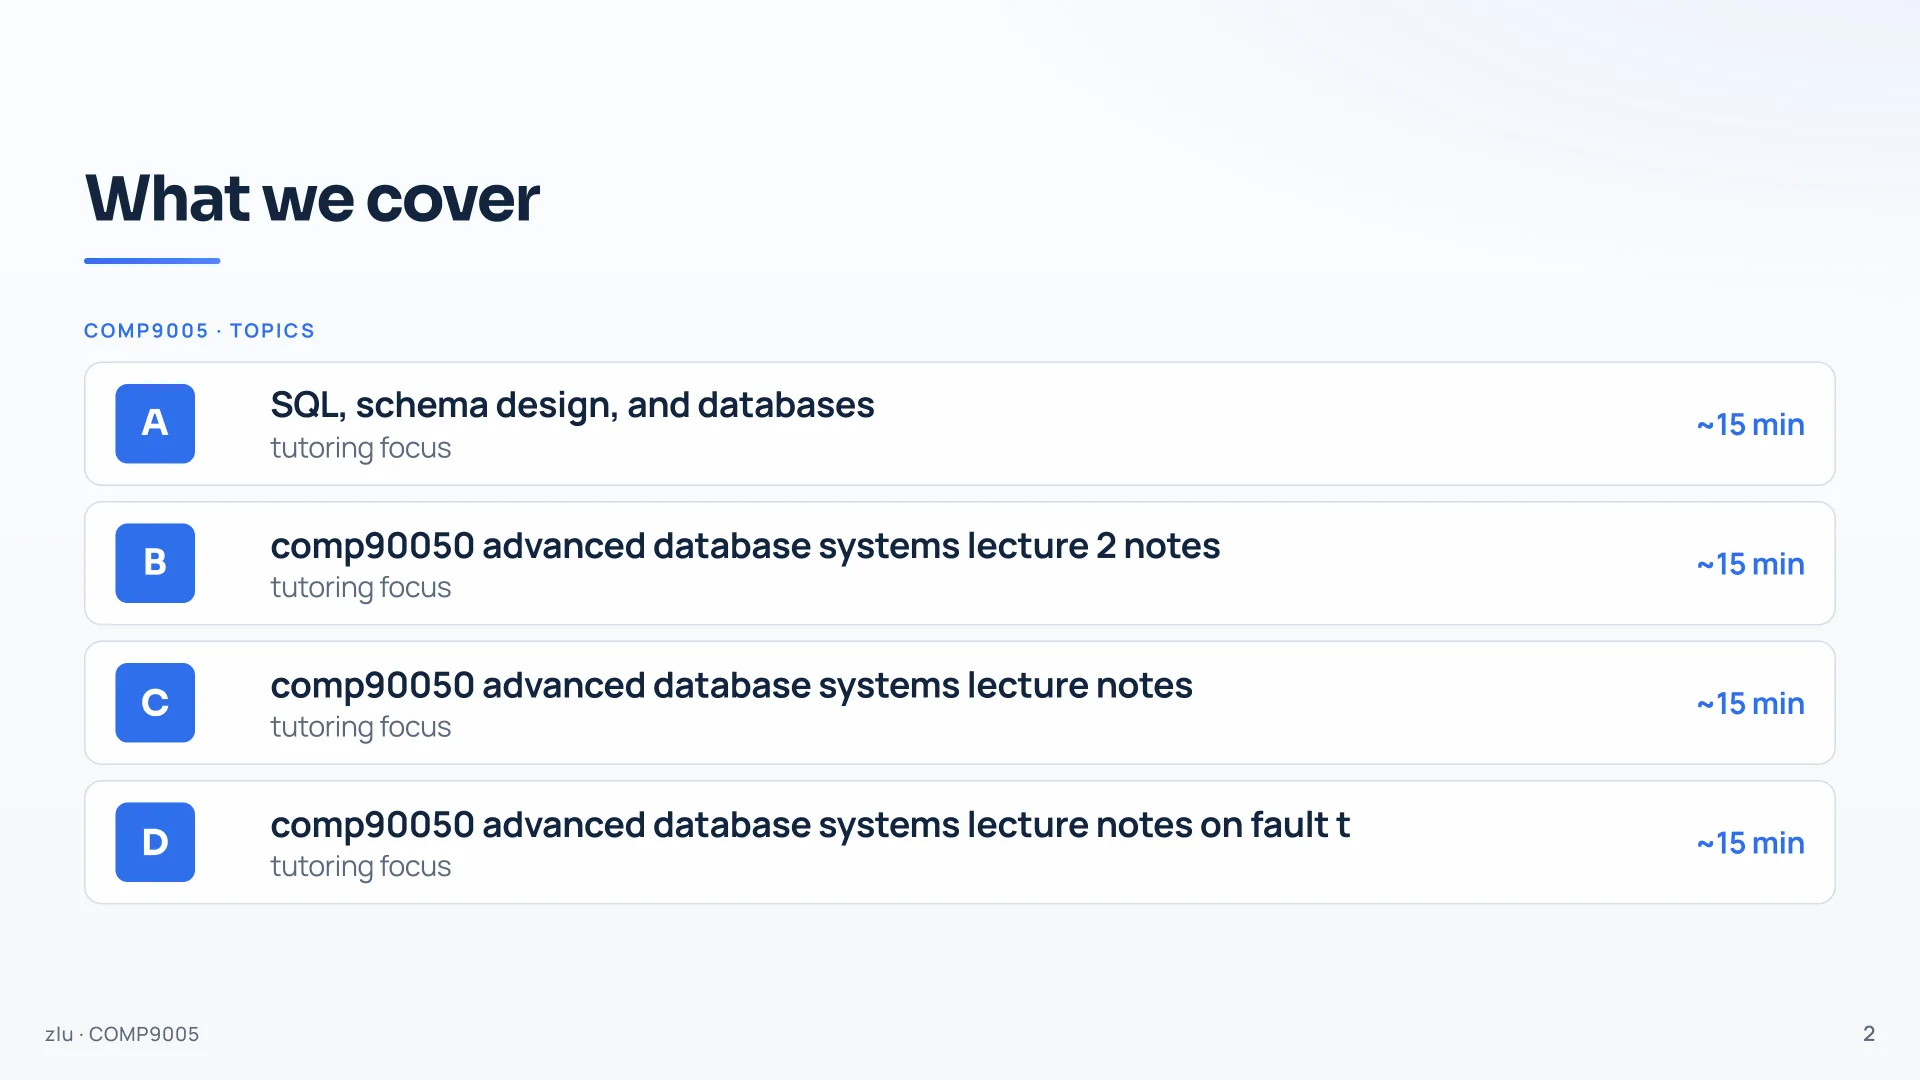 What we cover
COMP9005 · TOPICS
A
SQL, schema design, and databases
tutoring focus
~15 min
B
comp90050 advanced database systems lecture 2 notes
tutoring focus
~15 min
C
comp90050 advanced database systems lecture notes
tutoring focus
~15 min
D
comp90050 advanced database systems lecture notes on fault t
tutoring focus
~15 min
zlu · COMP9005
2